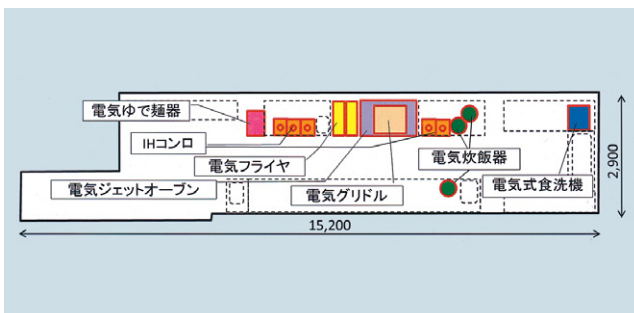 電気ゆで麺器
IHコンロ
電気フライヤ
電気炊飯器
電気ジェットオーブン
電気グリドル
電気式食洗機
2,900
15,200